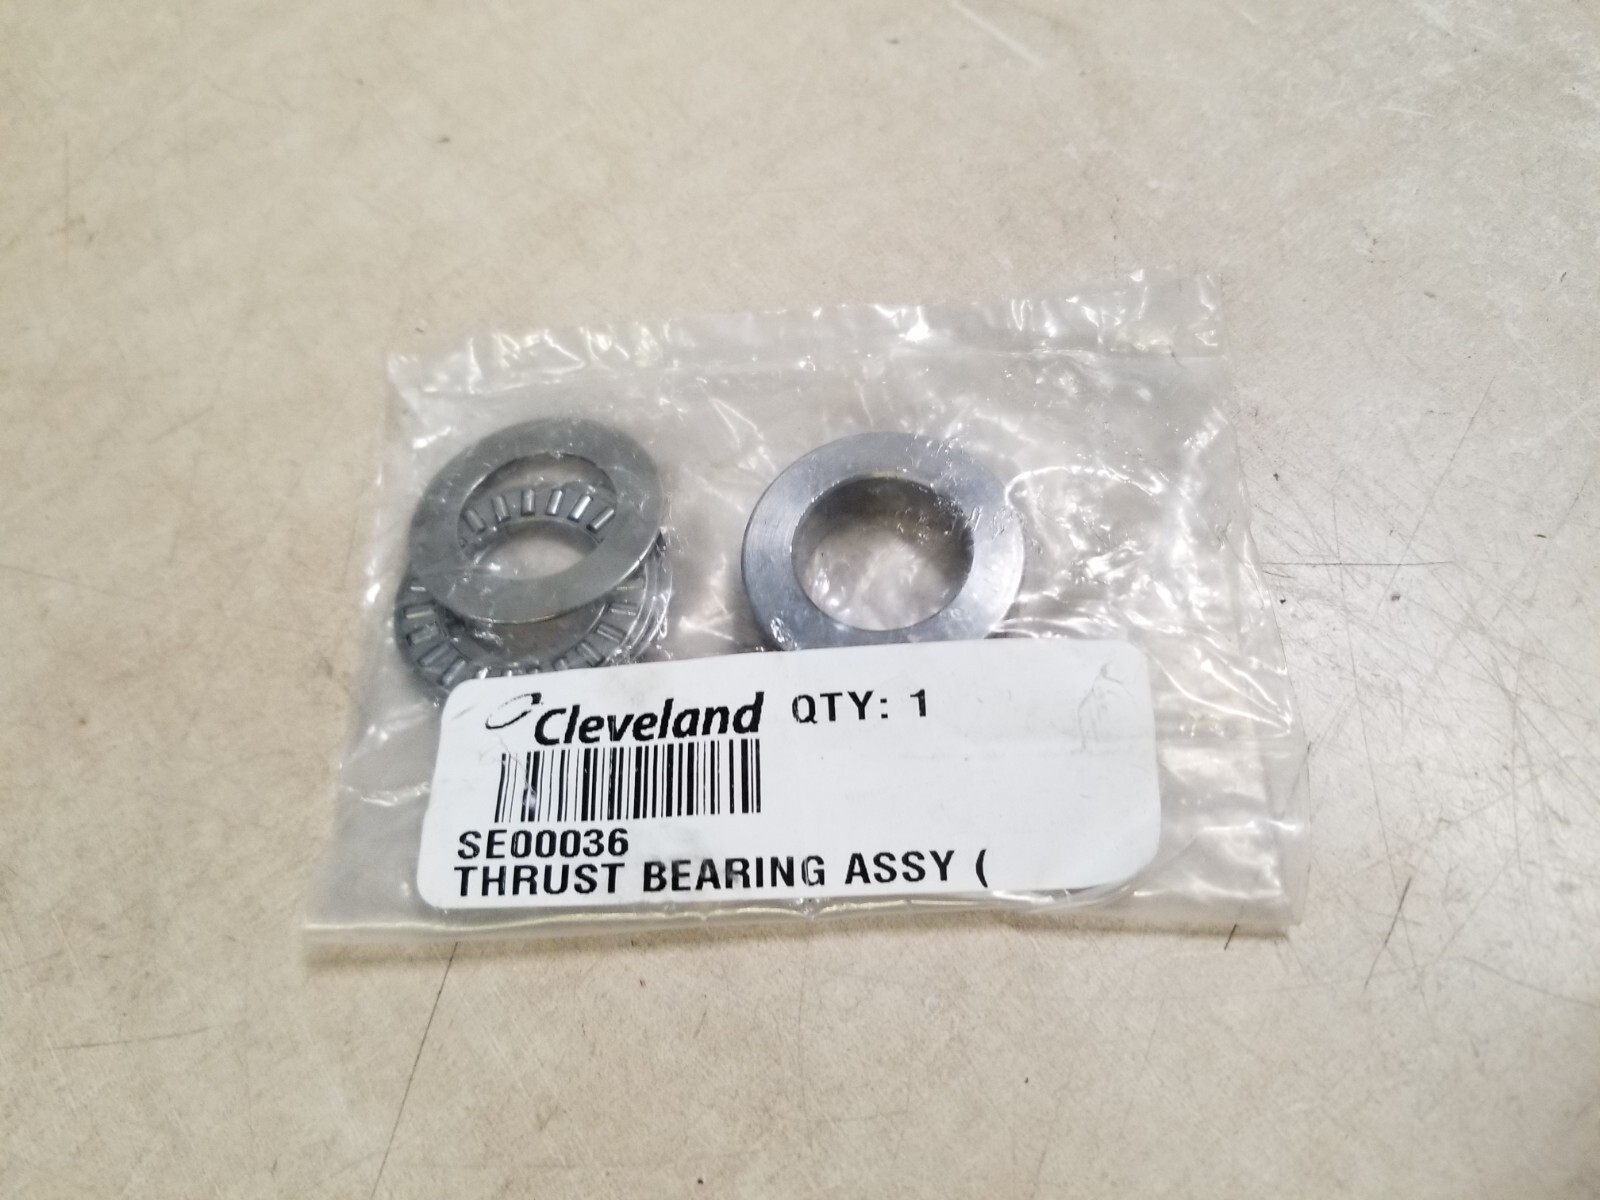 Cleveland QTY: 1
SE00036
THRUST BEARING ASSY (